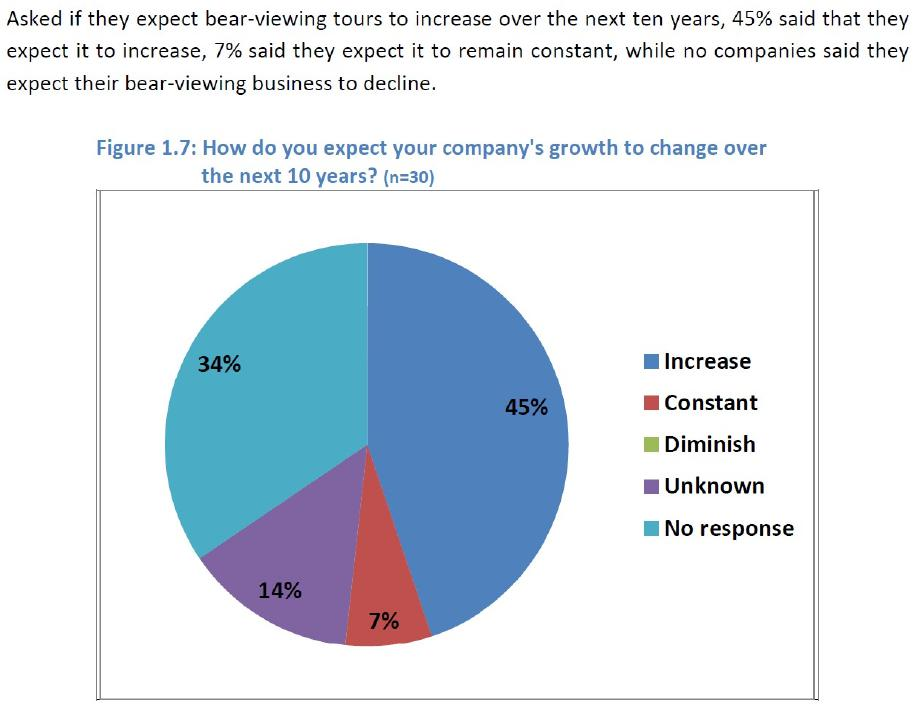 Asked if they expect bear-viewing tours to increase over the next ten years, 45% said that they
expect it to increase, 7% said they expect it to remain constant, while no companies said they
expect their bear-viewing business to decline.
Figure 1.7: How do you expect your company's growth to change over
the next 10 years? (n=30)
34%
45%
14%
7%
Increase
Constant
Diminish
Unknown
No response